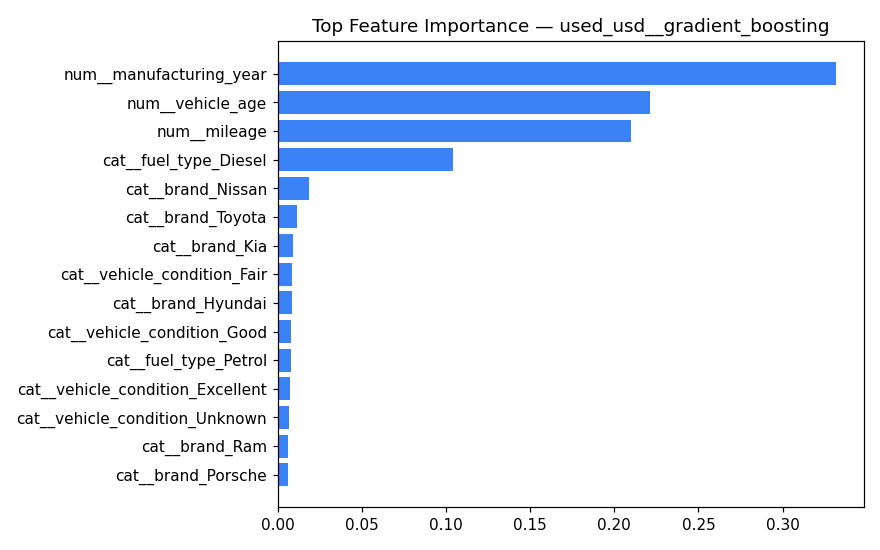 Top Feature Importance — used_usd__gradient_boosting
num__manufacturing_year
num__vehicle_age
num__mileage
cat__fuel_type_Diesel
cat__brand_Nissan
cat__brand_Toyota
cat__brand_Kia
cat__vehicle_condition_Fair
cat__brand_Hyundai
cat__vehicle_condition_Good
cat__fuel_type_Petrol
cat__vehicle_condition_Excellent
cat__vehicle_condition_Unknown
cat__brand_Ram
cat__brand_Porsche
0.00 0.05 0.10 0.15 0.20 0.25 0.30